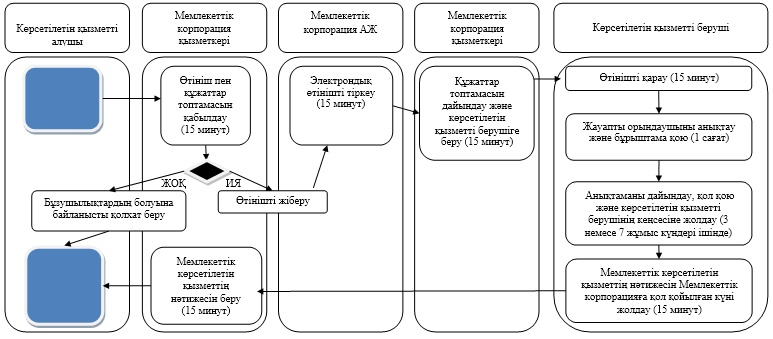 Көрсетілетін қызметті
алушы
Мемлекеттік
корпорация
қызметкері
Мемлекеттік
корпорация АЖ
Мемлекеттік
корпорация
қызметкері
Көрсетілетін қызметті беруші
Өтініш пен
құжаттар
топтамасын
қабылдау
(15 минут)
Электрондық
өтінішті тіркеу
(15 минут)
Құжаттар
топтамасын
дайындау және
көрсетілетін
қызметті берушіге
беру (15 минут)
Өтінішті қарау (15 минут)
Жауапты орындаушыны анықтау
және бұрыштама қою (1 сағат)
ЖОҚ
ИЯ
Бұзушылықтардың болуына
байланысты қолхат беру
Өтінішті жіберу
Анықтаманы дайындау, қол қою
және көрсетілетін қызметті
берушінің кеңсесіне жолдау (3
немесе 7 жұмыс күндері ішінде)
Мемлекеттік
көрсетілетін
қызметтің
нәтижесін беру
(15 минут)
Мемлекеттік көрсетілетін
қызметтің нәтижесін Мемлекеттік
корпорацияға қол қойылған күні
жолдау (15 минут)